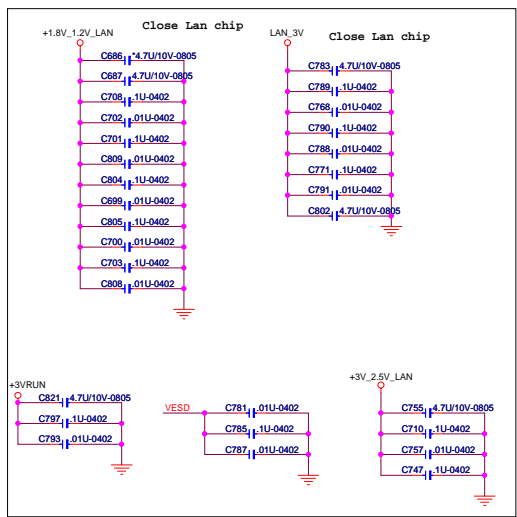 Close Lan chip
+1.8V_1.2V_LAN
C686 *4.7U/10V-0805
C687 4.7U/10V-0805
C708 .1U-0402
C702 .01U-0402
C701 .1U-0402
C809 .01U-0402
C804 .1U-0402
C699 .01U-0402
C805 .1U-0402
C700 .01U-0402
C703 .1U-0402
C808 .01U-0402
LAN_3V
Close Lan chip
C783 4.7U/10V-0805
C789 .1U-0402
C768 .01U-0402
C790 .1U-0402
C788 .01U-0402
C771 .1U-0402
C791 .01U-0402
C802 4.7U/10V-0805
+3VRUN
C821 4.7U/10V-0805
C797 .1U-0402
C793 .01U-0402
VESD
C781 .01U-0402
C785 .1U-0402
C787 .01U-0402
+3V_2.5V_LAN
C755 4.7U/10V-0805
C710 .1U-0402
C757 .01U-0402
C747 .1U-0402